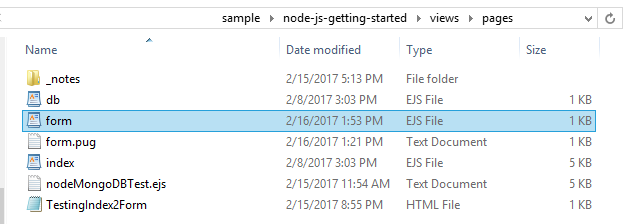 sample node-js-getting-started views pages
Name Date modified Type Size
_notes 2/15/2017 5:13 PM File folder
db 2/8/2017 3:03 PM EJS File 1 KB
form 2/16/2017 1:53 PM EJS File 1 KB
form.pug 2/16/2017 1:21 PM Text Document 1 KB
index 2/8/2017 3:03 PM EJS File 5 KB
nodeMongoDBTest.ejs 2/15/2017 11:54 AM Text Document 5 KB
TestingIndex2Form 2/15/2017 8:55 PM HTML File 1 KB